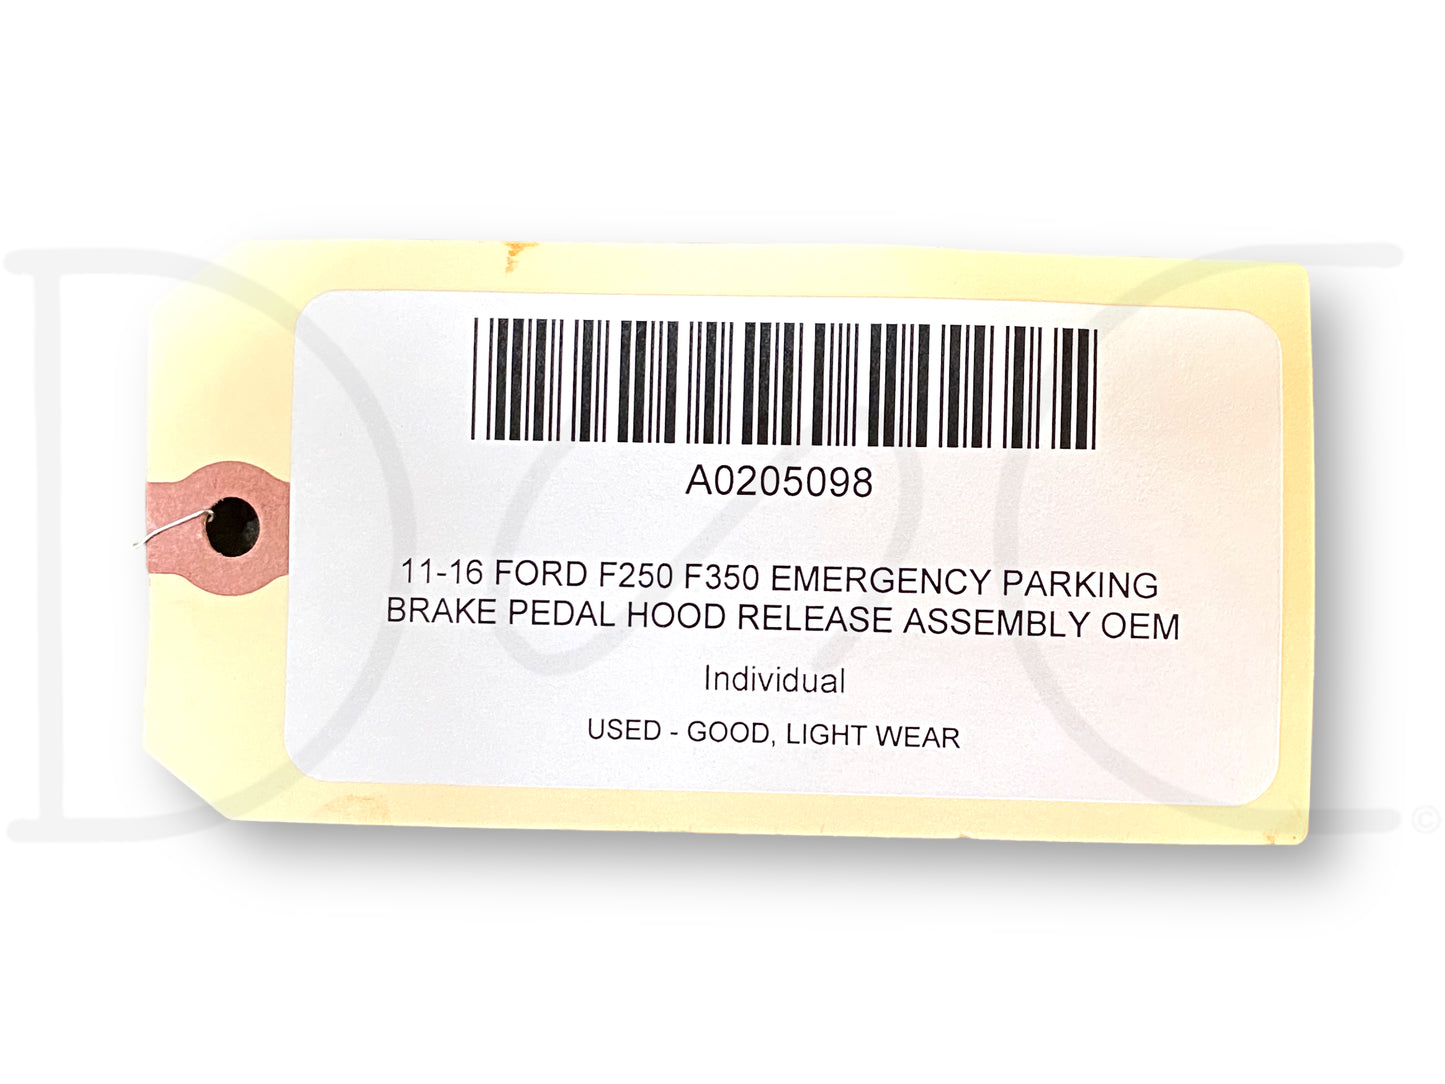 A0205098
11-16 FORD F250 F350 EMERGENCY PARKING
BRAKE PEDAL HOOD RELEASE ASSEMBLY OEM
Individual
USED - GOOD, LIGHT WEAR
©